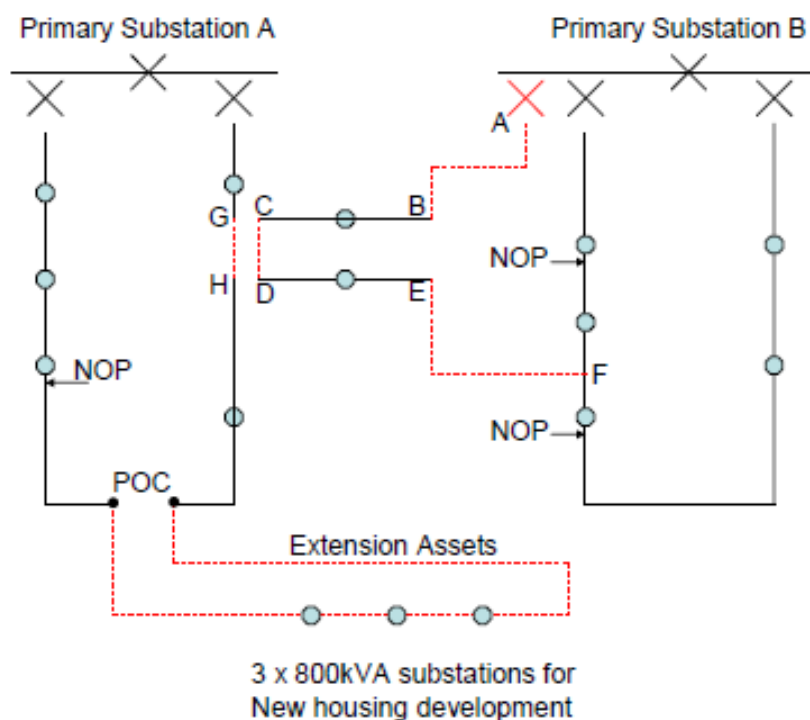 Primary Substation A
Primary Substation B
A
G
C
B
NOP
H
D
E
NOP
F
NOP
POC
Extension Assets
3 x 800kVA substations for
New housing development